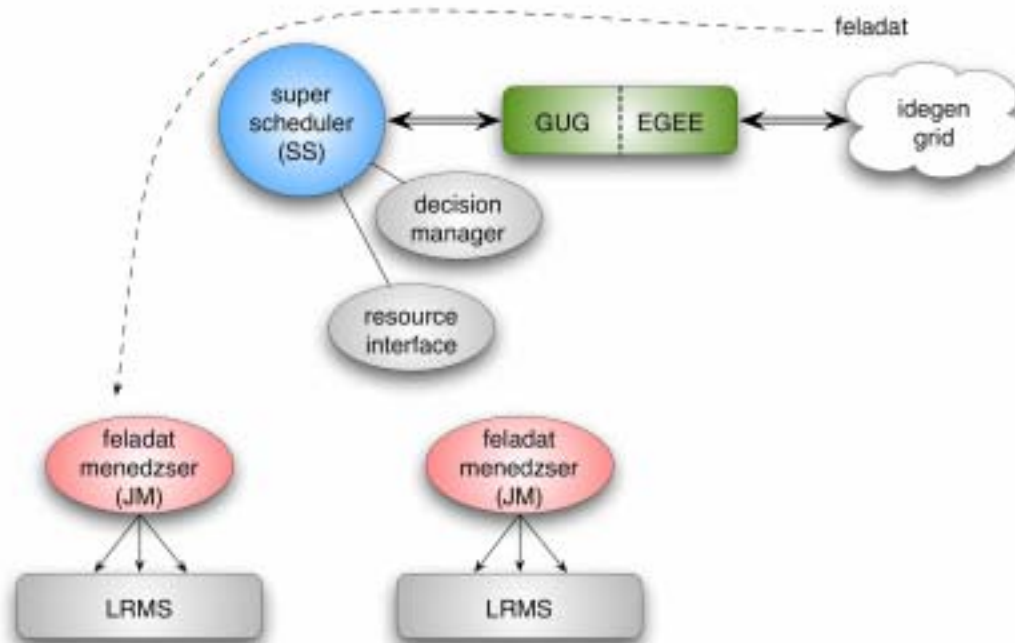 feladat
super
scheduler
(SS)
GUG
EGEE
idegen
grid
decision
manager
resource
interface
feladat
menedzser
(JM)
feladat
menedzser
(JM)
LRMS
LRMS